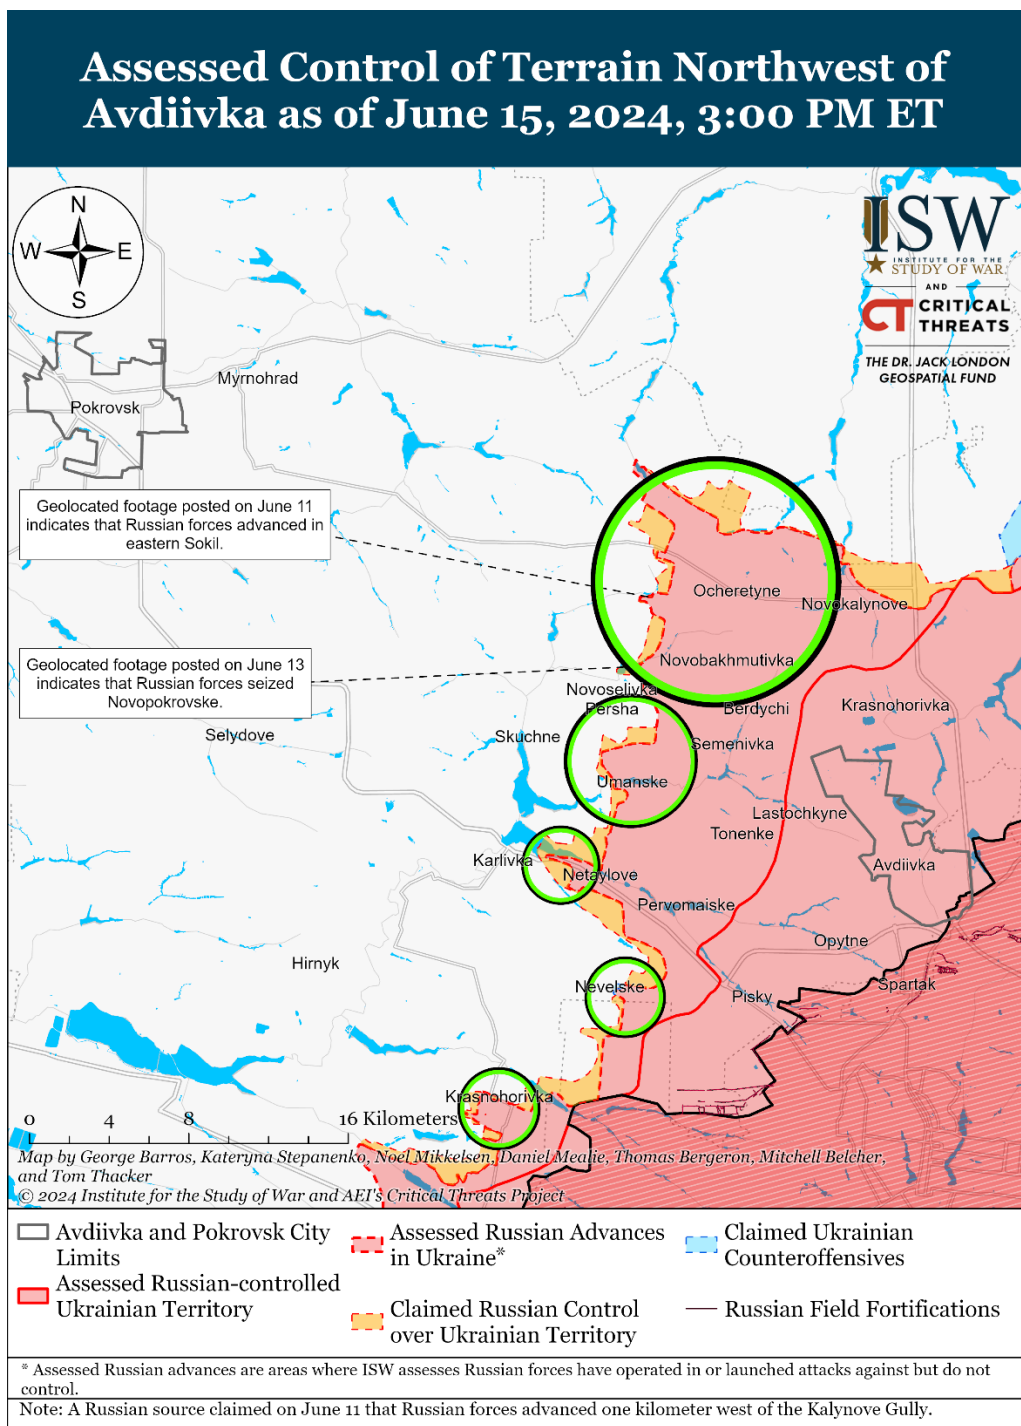 Assessed Control of Terrain Northwest of
Avdiivka as of June 15, 2024, 3:00 PM ET
N
W
E
S
ISW
INSTITUTE FOR THE
STUDY OF WAR
AND
CT CRITICAL
THREATS
THE DR. JACK LONDON
GEOSPATIAL FUND
Myrnohrad
Pokrovsk
Geolocated footage posted on June 11
indicates that Russian forces advanced in
eastern Sokil.
Ocheretyne
Novokalynove
Geolocated footage posted on June 13
indicates that Russian forces seized
Novopokrovske.
Novobakhmutivka
Novoselivka
Persha
Berdychi
Krasnohorivka
Selydove
Skuchne
Semenivka
Umanske
Lastochkyne
Tonenke
Karlivka
Netaylove
Avdiivka
Pervomaiske
Opytne
Hirnyk
Nevelske
Pisky
Spartak
Krasnohorivka
0
4
8
16 Kilometers
Map by George Barros, Kateryna Stepanenko, Noel Mikkelsen, Daniel Mealie, Thomas Bergeron, Mitchell Belcher,
and Tom Thacker
© 2024 Institute for the Study of War and AEI's Critical Threats Project
Avdiivka and Pokrovsk City
Limits
Assessed Russian-controlled
Ukrainian Territory
Assessed Russian Advances
in Ukraine*
Claimed Russian Control
over Ukrainian Territory
Claimed Ukrainian
Counteroffensives
Russian Field Fortifications
* Assessed Russian advances are areas where ISW assesses Russian forces have operated in or launched attacks against but do not
control.
Note: A Russian source claimed on June 11 that Russian forces advanced one kilometer west of the Kalynove Gully.